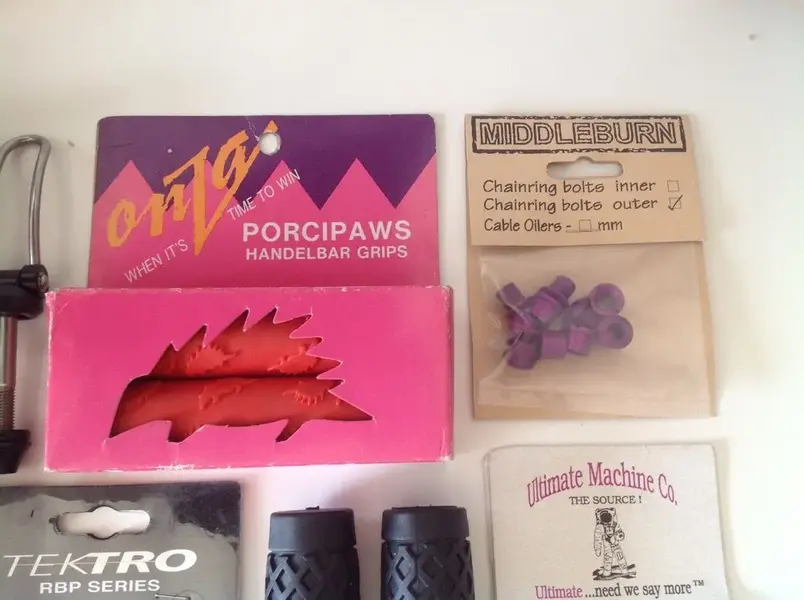 onZa
WHEN IT'S TIME TO WIN
PORCIPAWS
HANDELBAR GRIPS
MIDDLEBURN
Chainring bolts inner ☐
Chainring bolts outer ☑
Cable Oilers - ☐ mm
TEKTRO
RBP SERIES
Ultimate Machine Co.
THE SOURCE!
Ultimate...need we say more™